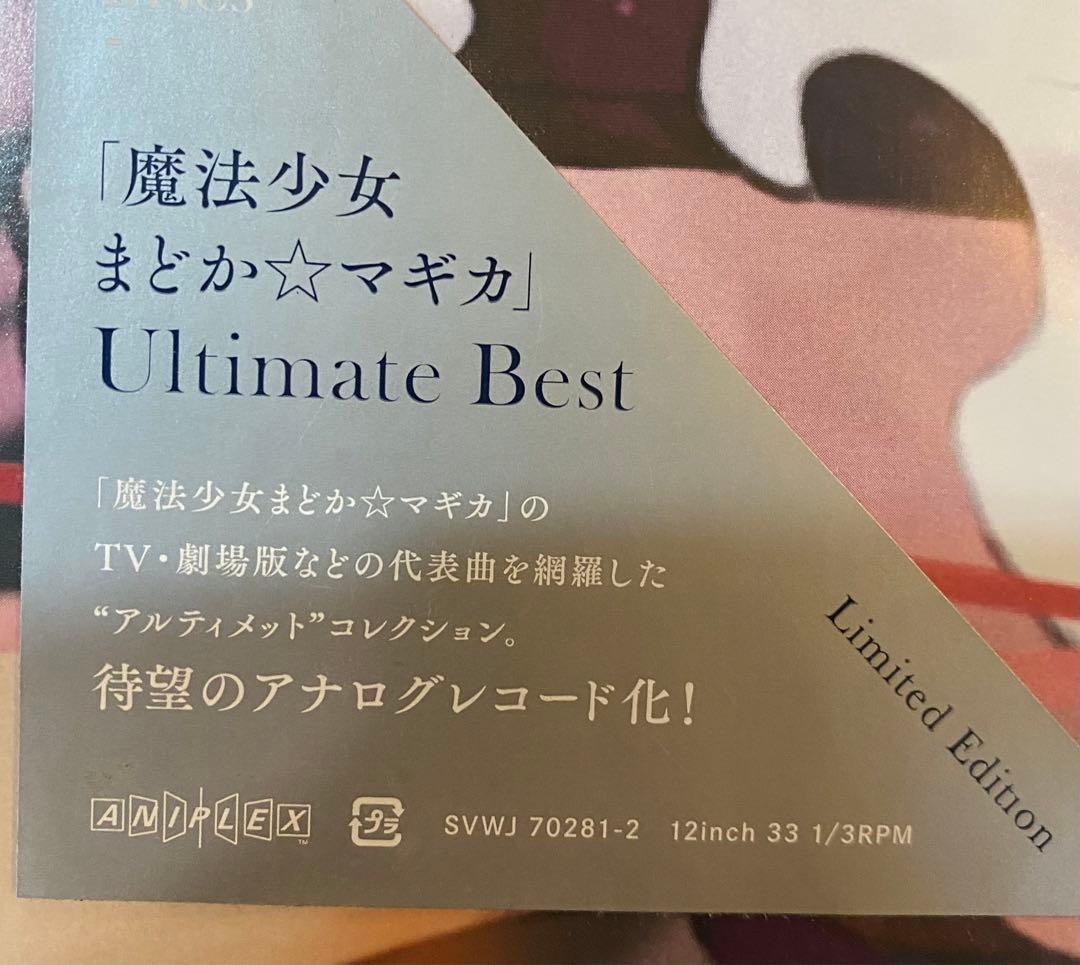 「魔法少女
まどか☆マギカ」
Ultimate Best
「魔法少女まどか☆マギカ」の
TV・劇場版などの代表曲を網羅した
“アルティメット”コレクション。
待望のアナログレコード化！
Limited Edition
ANIPLEX™ プラ SVWJ 70281-2 12inch 33 1/3RPM